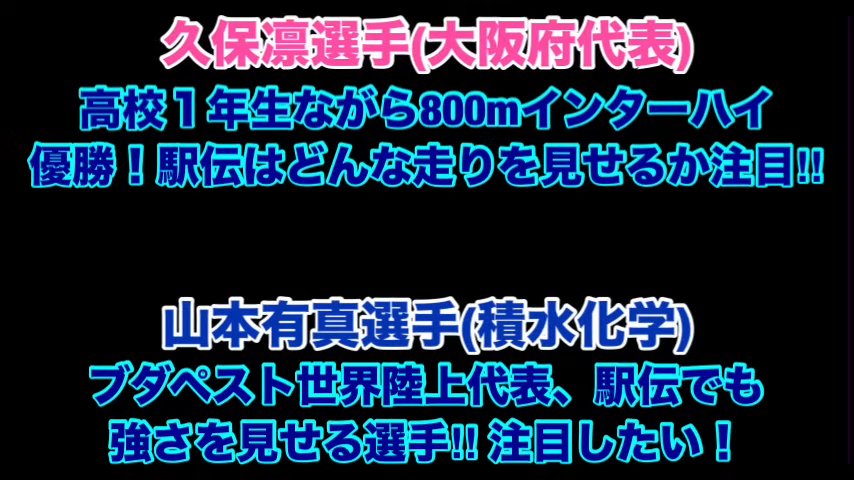 久保凛選手(大阪府代表)
高校１年生ながら800mインターハイ
優勝！駅伝はどんな走りを見せるか注目!!
山本有真選手(積水化学)
ブダペスト世界陸上代表、駅伝でも
強さを見せる選手!! 注目したい！